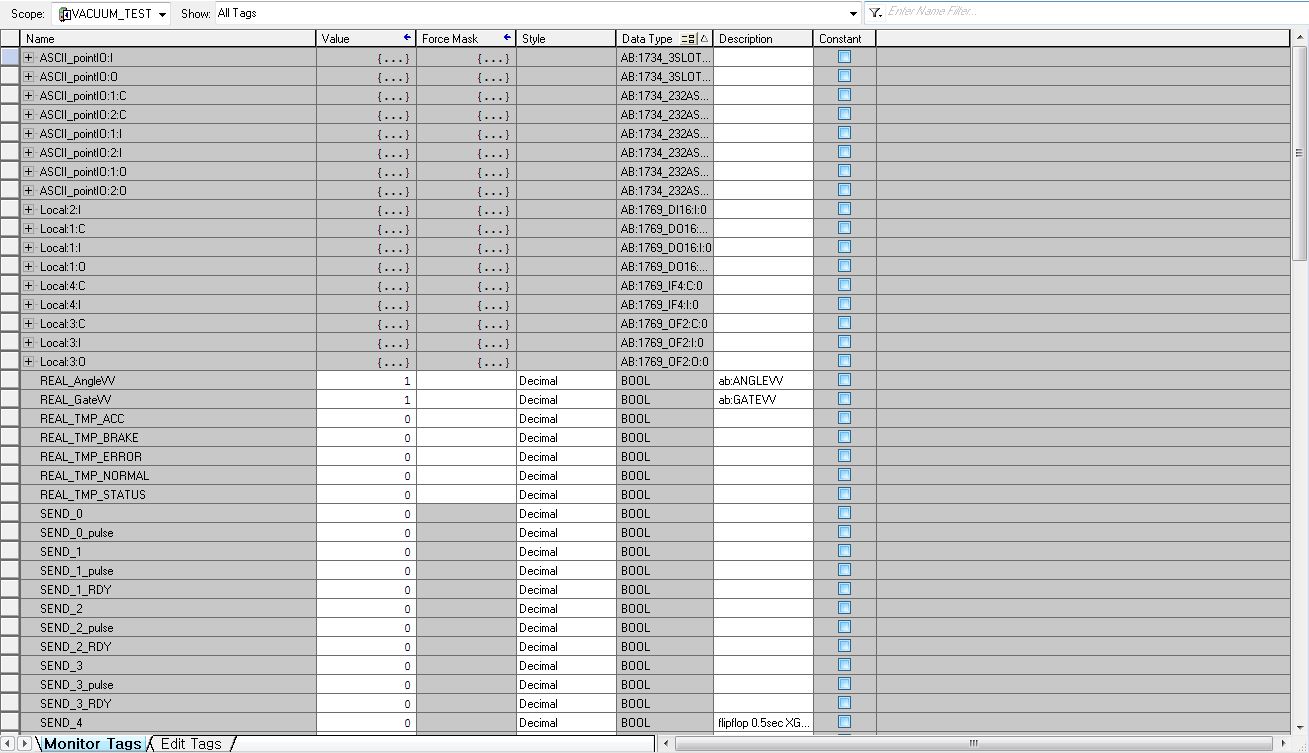 Scope: VACUUM_TEST Show: All Tags Enter Name Filter...
Name Value Force Mask Style Data Type Description Constant
ASCII_pointIO:I {...} {...} AB:1734_3SLOT...
ASCII_pointIO:O {...} {...} AB:1734_3SLOT...
ASCII_pointIO:1:C {...} {...} AB:1734_232AS...
ASCII_pointIO:2:C {...} {...} AB:1734_232AS...
ASCII_pointIO:1:I {...} {...} AB:1734_232AS...
ASCII_pointIO:2:I {...} {...} AB:1734_232AS...
ASCII_pointIO:1:O {...} {...} AB:1734_232AS...
ASCII_pointIO:2:O {...} {...} AB:1734_232AS...
Local:2:I {...} {...} AB:1769_DI16:I:0
Local:1:C {...} {...} AB:1769_DO16:...
Local:1:I {...} {...} AB:1769_DO16:I:0
Local:1:O {...} {...} AB:1769_DO16:...
Local:4:C {...} {...} AB:1769_IF4:C:0
Local:4:I {...} {...} AB:1769_IF4:I:0
Local:3:C {...} {...} AB:1769_OF2:C:0
Local:3:I {...} {...} AB:1769_OF2:I:0
Local:3:O {...} {...} AB:1769_OF2:O:0
REAL_AngleVV 1 Decimal BOOL ab:ANGLEVV
REAL_GateVV 1 Decimal BOOL ab:GATEVV
REAL_TMP_ACC 0 Decimal BOOL
REAL_TMP_BRAKE 0 Decimal BOOL
REAL_TMP_ERROR 0 Decimal BOOL
REAL_TMP_NORMAL 0 Decimal BOOL
REAL_TMP_STATUS 0 Decimal BOOL
SEND_0 0 Decimal BOOL
SEND_0_pulse 0 Decimal BOOL
SEND_1 0 Decimal BOOL
SEND_1_pulse 0 Decimal BOOL
SEND_1_RDY 0 Decimal BOOL
SEND_2 0 Decimal BOOL
SEND_2_pulse 0 Decimal BOOL
SEND_2_RDY 0 Decimal BOOL
SEND_3 0 Decimal BOOL
SEND_3_pulse 0 Decimal BOOL
SEND_3_RDY 0 Decimal BOOL
SEND_4 0 Decimal BOOL flipflop 0.5sec XG...
Monitor Tags Edit Tags